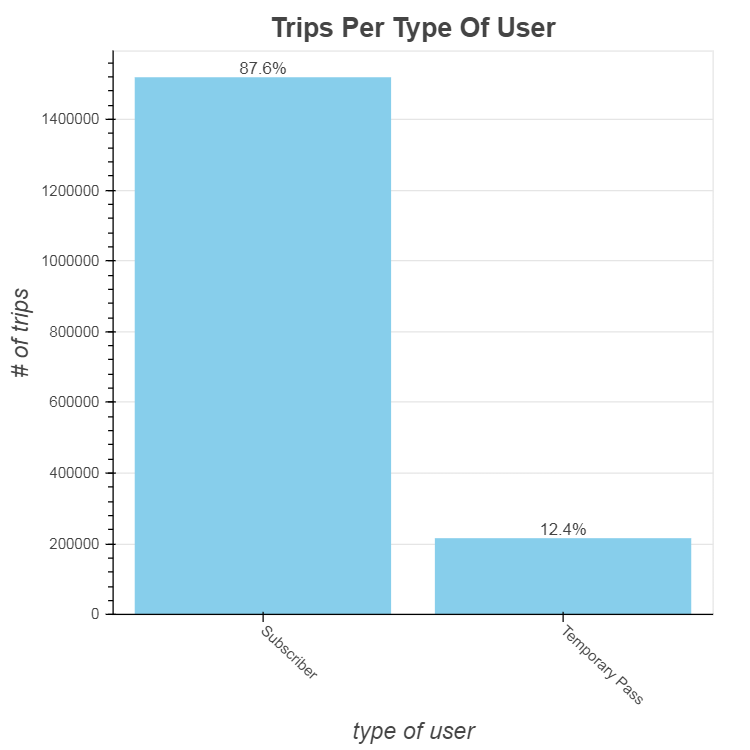 Trips Per Type Of User
87.6%
12.4%
# of trips
1400000
1200000
1000000
800000
600000
400000
200000
0
Subscriber
Temporary Pass
type of user